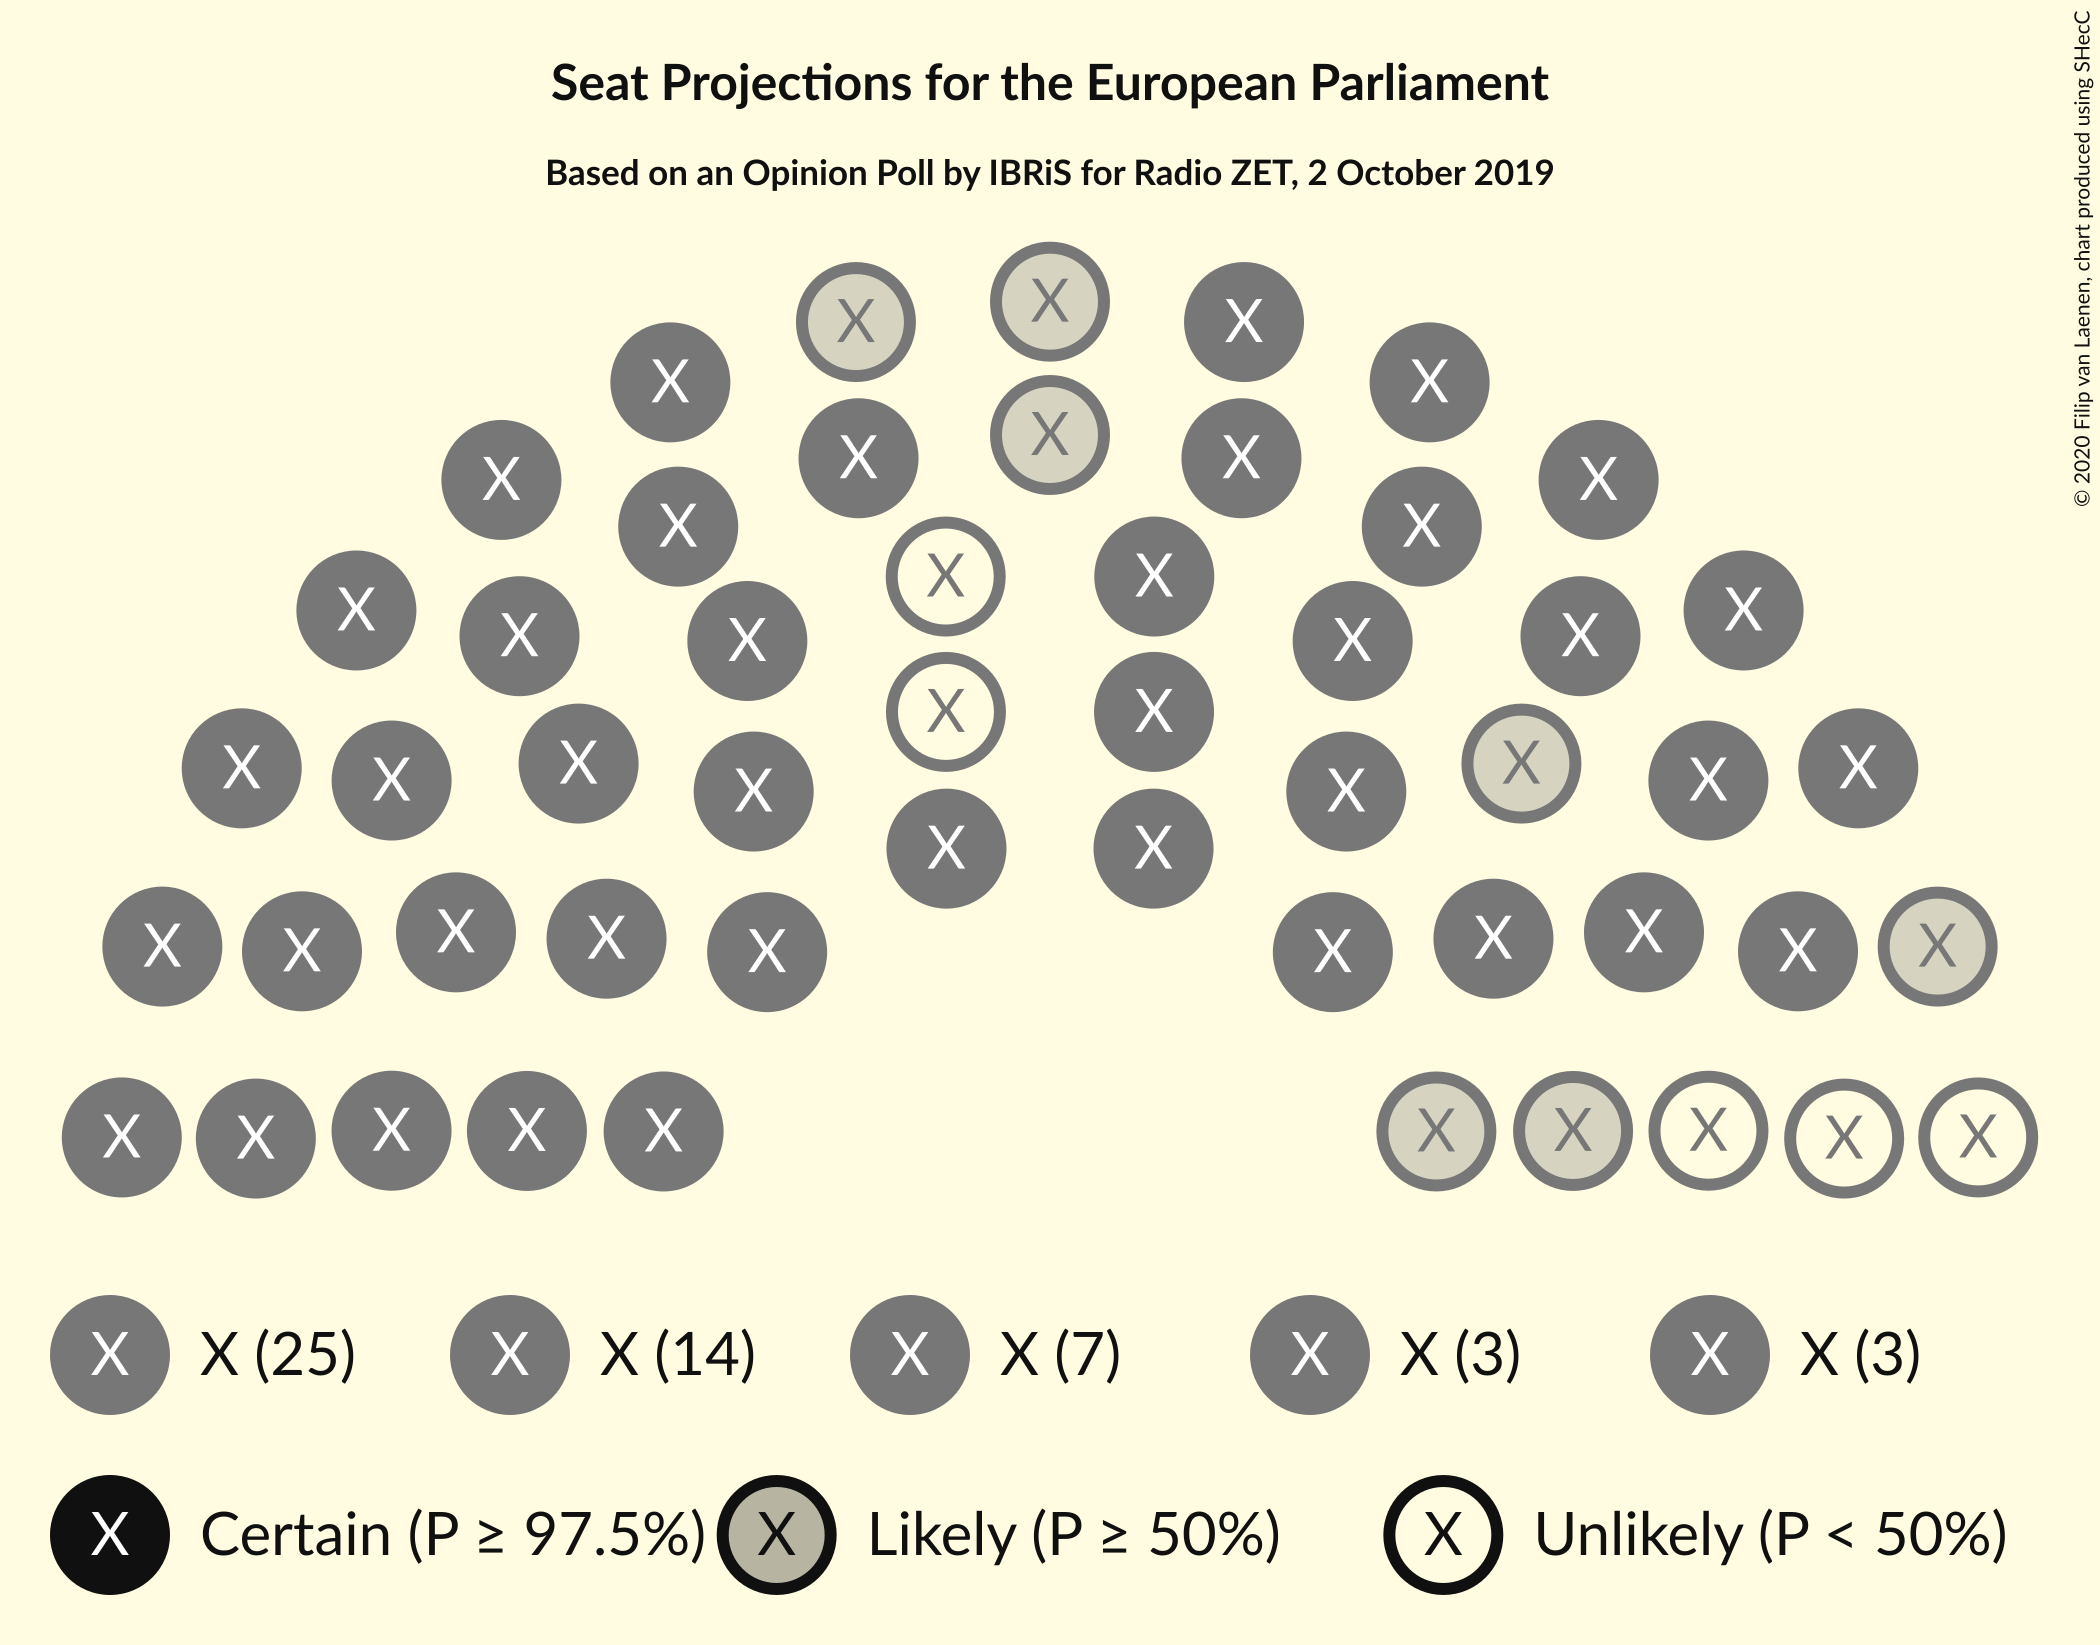 Seat Projections for the European Parliament
Based on an Opinion Poll by IBRiS for Radio ZET, 2 October 2019
© 2020 Filip van Laenen, chart produced using SHecC
X X X
X X
X X X X X
X X
X X
X X X X X X
X X
X X X X X X X X
X X
X X X X X X X X X X
X X X X X X X X X X
X X (25) X X (14) X X (7) X X (3) X X (3)
X Certain (P ≥ 97.5%) X Likely (P ≥ 50%) X Unlikely (P < 50%)